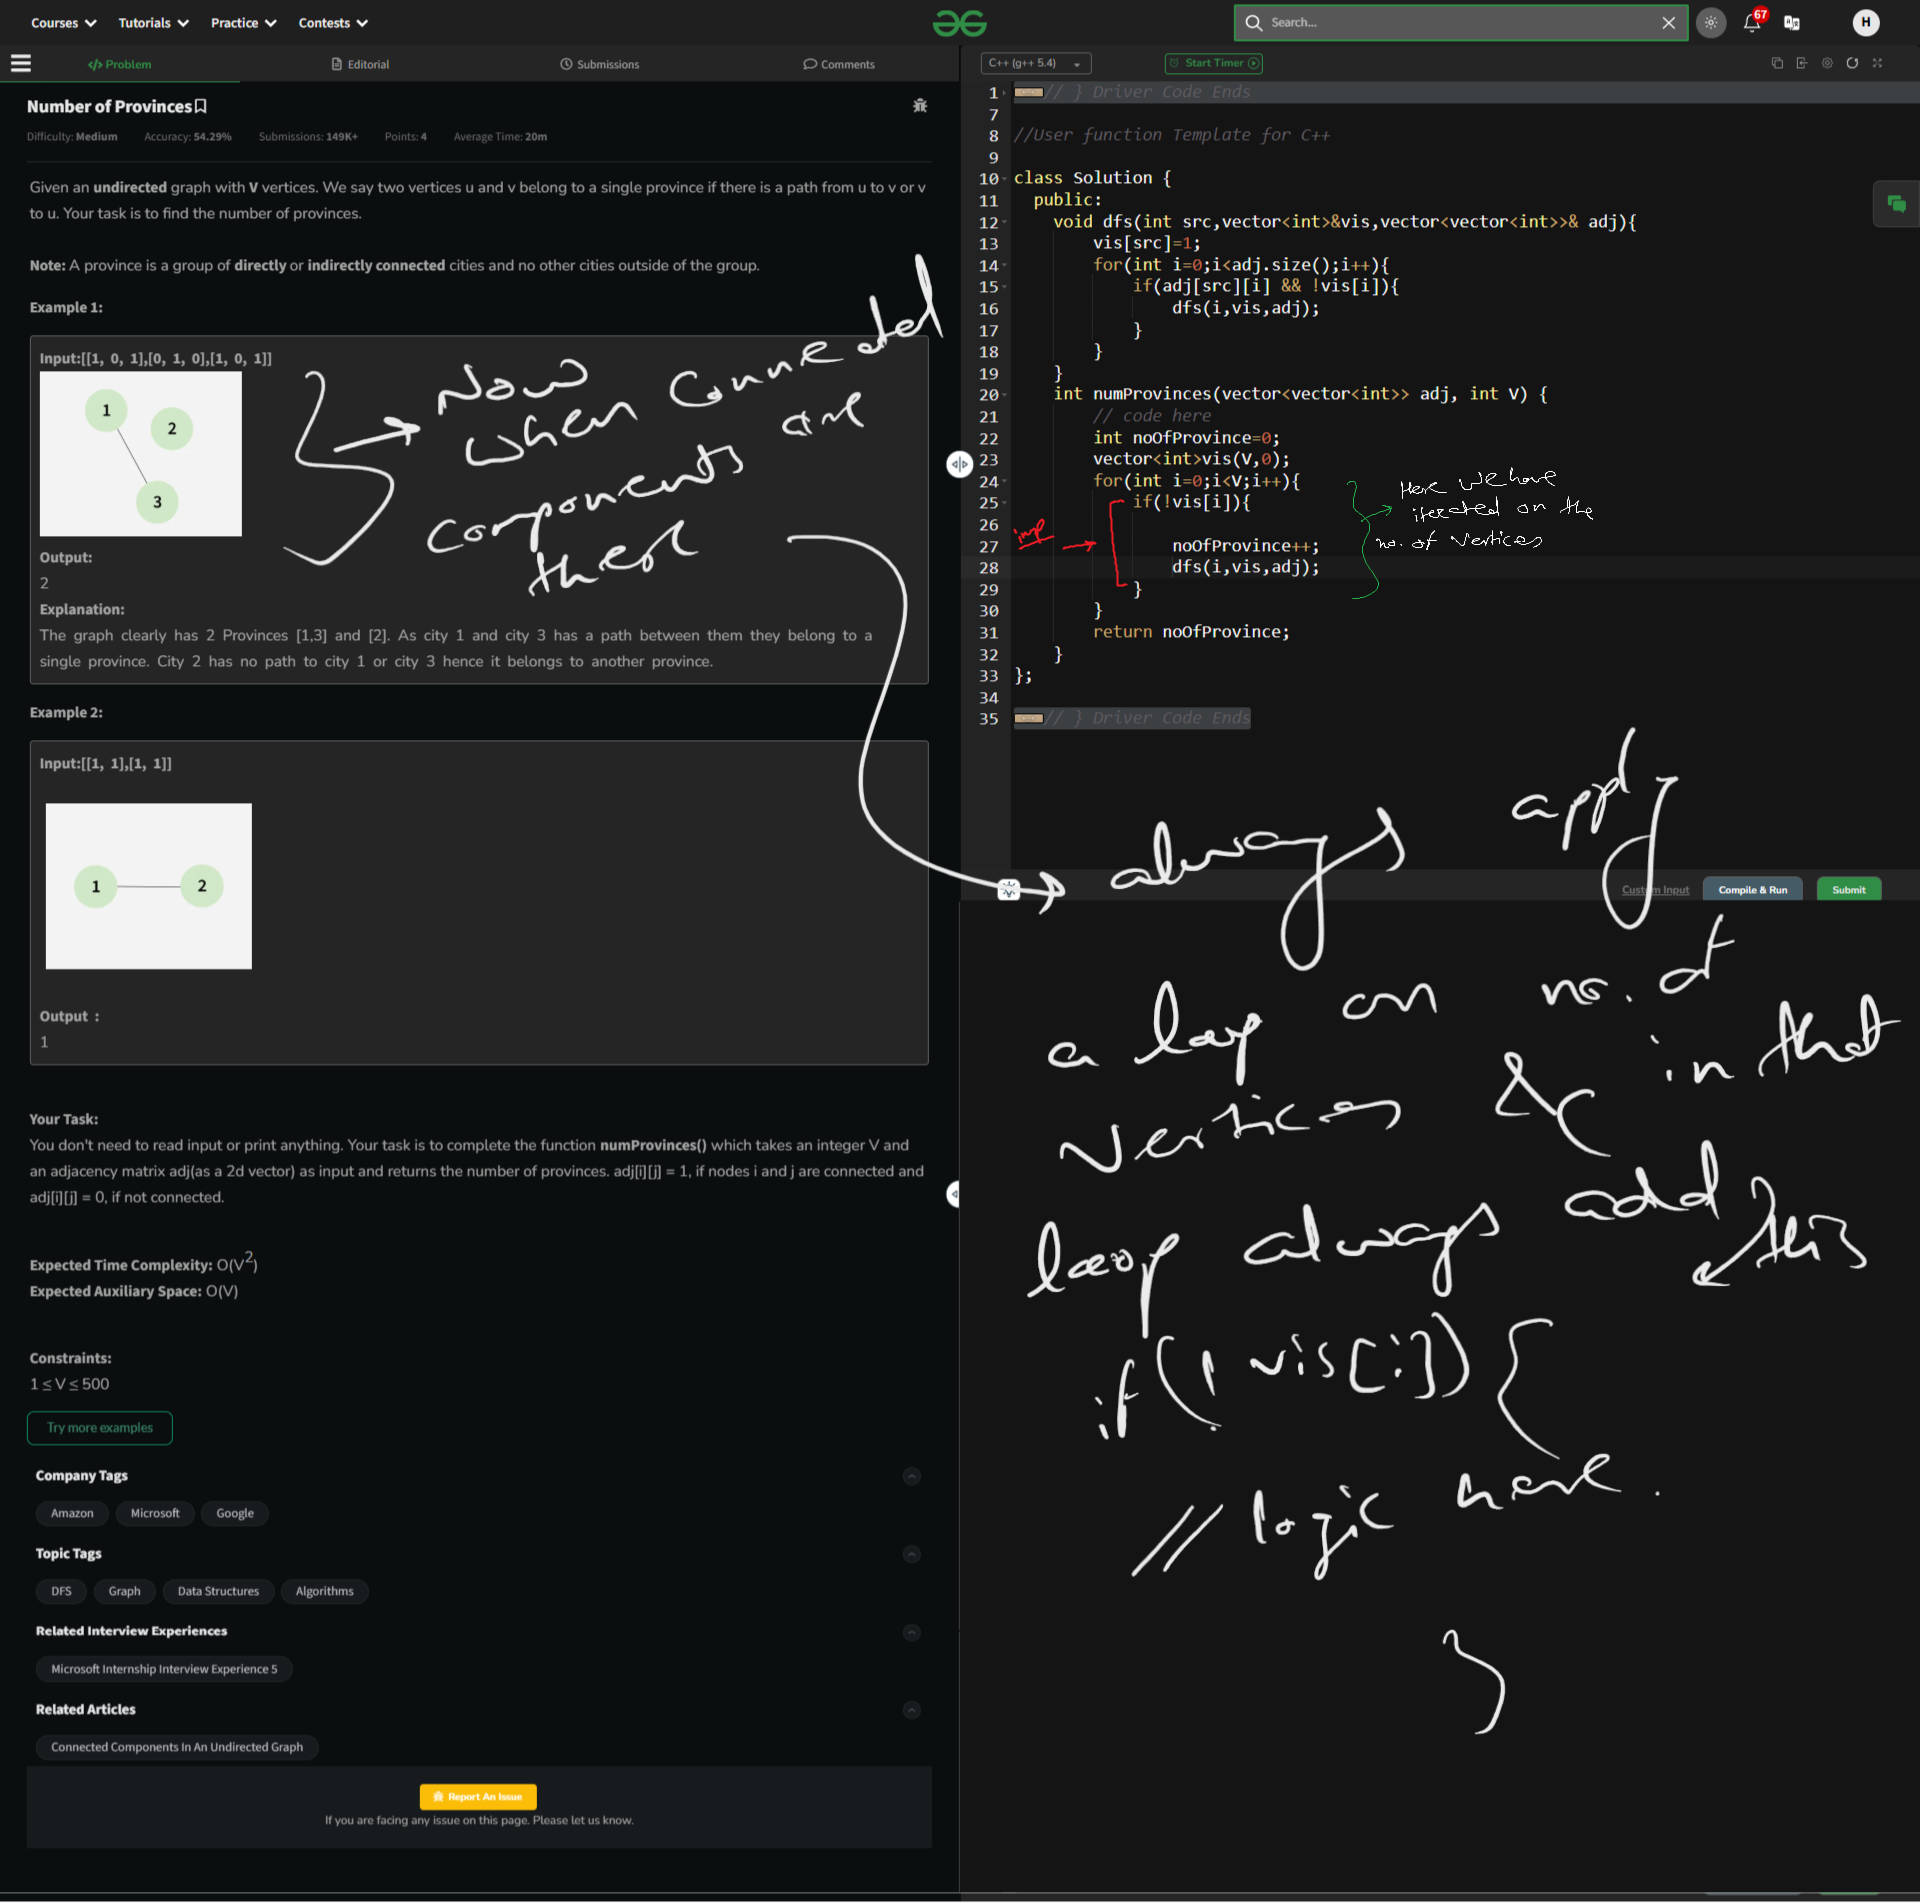 Courses Tutorials Practice Contests
Search...
67
H
Problem Editorial Submissions Comments
Number of Provinces
Difficulty: Medium Accuracy: 54.29% Submissions: 149K+ Points: 4 Average Time: 20m
Given an undirected graph with V vertices. We say two vertices u and v belong to a single province if there is a path from u to v or v
to u. Your task is to find the number of provinces.
Note: A province is a group of directly or indirectly connected cities and no other cities outside of the group.
Example 1:
Input:[[1, 0, 1],[0, 1, 0],[1, 0, 1]]
1
2
3
Output:
2
Explanation:
The graph clearly has 2 Provinces [1,3] and [2]. As city 1 and city 3 has a path between them they belong to a
single province. City 2 has no path to city 1 or city 3 hence it belongs to another province.
Now
when connected
components are
there
Example 2:
Input:[[1, 1],[1, 1]]
1 2
Output :
1
Your Task:
You don't need to read input or print anything. Your task is to complete the function numProvinces() which takes an integer V and
an adjacency matrix adj(as a 2d vector) as input and returns the number of provinces. adj[i][j] = 1, if nodes i and j are connected and
adj[i][j] = 0, if not connected.
Expected Time Complexity: O(V2)
Expected Auxiliary Space: O(V)
Constraints:
1 ≤ V ≤ 500
Try more examples
Company Tags
Amazon Microsoft Google
Topic Tags
DFS Graph Data Structures Algorithms
Related Interview Experiences
Microsoft Internship Interview Experience 5
Related Articles
Connected Components In An Undirected Graph
Report An Issue
If you are facing any issue on this page. Please let us know.
C++ (g++ 5.4) Start Timer
1 // } Driver Code Ends
7
8 //User function Template for C++
9
10 class Solution {
11 public:
12 void dfs(int src,vector<int>&vis,vector<vector<int>>& adj){
13 vis[src]=1;
14 for(int i=0;i<adj.size();i++){
15 if(adj[src][i] && !vis[i]){
16 dfs(i,vis,adj);
17 }
18 }
19 }
20 int numProvinces(vector<vector<int>> adj, int V) {
21 // code here
22 int noOfProvince=0;
23 vector<int>vis(V,0);
24 for(int i=0;i<V;i++){
25 if(!vis[i]){
26
27 noOfProvince++;
28 dfs(i,vis,adj);
29 }
30 }
31 return noOfProvince;
32 }
33 };
34
35 // } Driver Code Ends
imp
Here we have
iterated on the
no. of vertices
Custom Input Compile & Run Submit
always apply
a loop on no. of
vertices & in that
loop always add this
if(!vis[i]){
// logic here.
}